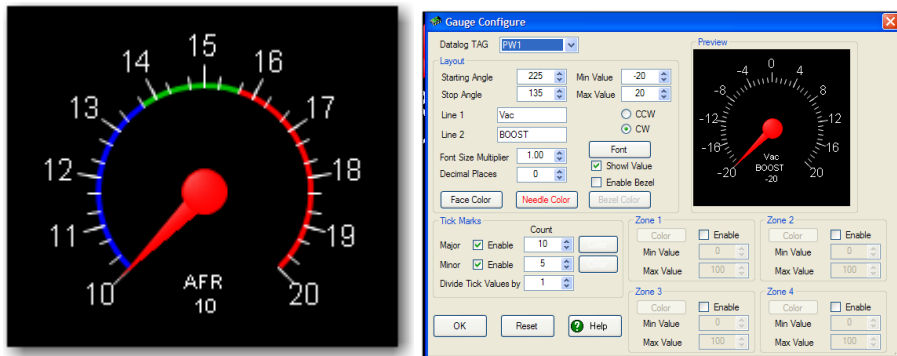 15
14 16
13 17
12 18
11 19
10 20
AFR
10
Gauge Configure
Datalog TAG PW1
Layout
Starting Angle 225 Min Value -20
Stop Angle 135 Max Value 20
Line 1 Vac CCW
Line 2 BOOST CW
Font
Font Size Multiplier 1.00 Showl Value
Decimal Places 0 Enable Bezel
Face Color Needle Color Bezel Color
Preview
0
-4 4
-8 8
-12 12
-16 16
-20 20
Vac
BOOST
-20
Tick Marks
Count
Major Enable 10
Minor Enable 5
Divide Tick Values by 1
OK Reset Help
Zone 1
Color Enable
Min Value 0
Max Value 100
Zone 2
Color Enable
Min Value 0
Max Value 100
Zone 3
Color Enable
Min Value 0
Max Value 100
Zone 4
Color Enable
Min Value 0
Max Value 100